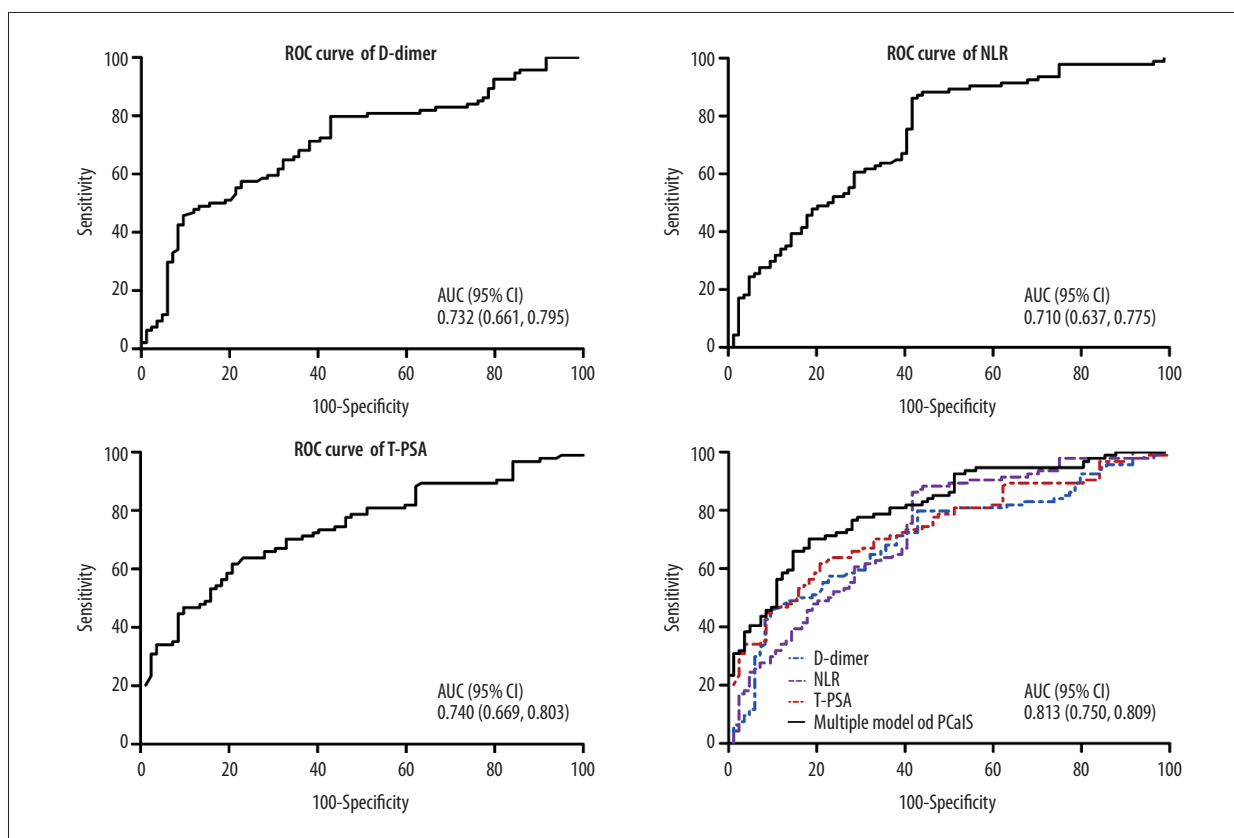 ROC curve of D-dimer
100
80
60
40
20
0
Sensitivity
AUC (95% CI)
0.732 (0.661, 0.795)
0 20 40 60 80 100
100-Specificity
ROC curve of NLR
100
80
60
40
20
0
Sensitivity
AUC (95% CI)
0.710 (0.637, 0.775)
0 20 40 60 80 100
100-Specificity
ROC curve of T-PSA
100
80
60
40
20
0
Sensitivity
AUC (95% CI)
0.740 (0.669, 0.803)
0 20 40 60 80 100
100-Specificity
100
80
60
40
20
0
Sensitivity
D-dimer
NLR
T-PSA
Multiple model od PCaIS
AUC (95% CI)
0.813 (0.750, 0.809)
0 20 40 60 80 100
100-Specificity